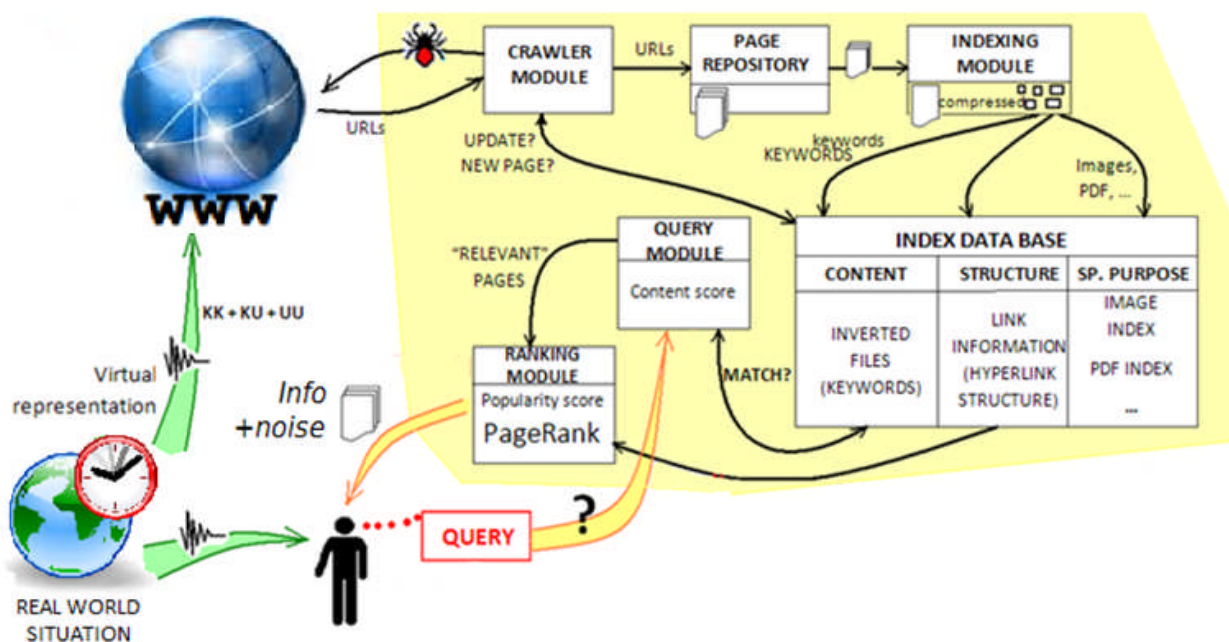 CRAWLER
MODULE
URLs
PAGE
REPOSITORY
INDEXING
MODULE
compressed
URLs
UPDATE?
NEW PAGE?
keywords
KEYWORDS
Images,
PDF, ...
WWW
QUERY
MODULE
Content score
"RELEVANT"
PAGES
INDEX DATA BASE
CONTENT
STRUCTURE
SP. PURPOSE
INVERTED
FILES
(KEYWORDS)
LINK
INFORMATION
(HYPERLINK
STRUCTURE)
IMAGE
INDEX
PDF INDEX
...
KK + KU + UU
RANKING
MODULE
Popularity score
PageRank
MATCH?
Virtual
representation
Info
+noise
QUERY
?
REAL WORLD
SITUATION